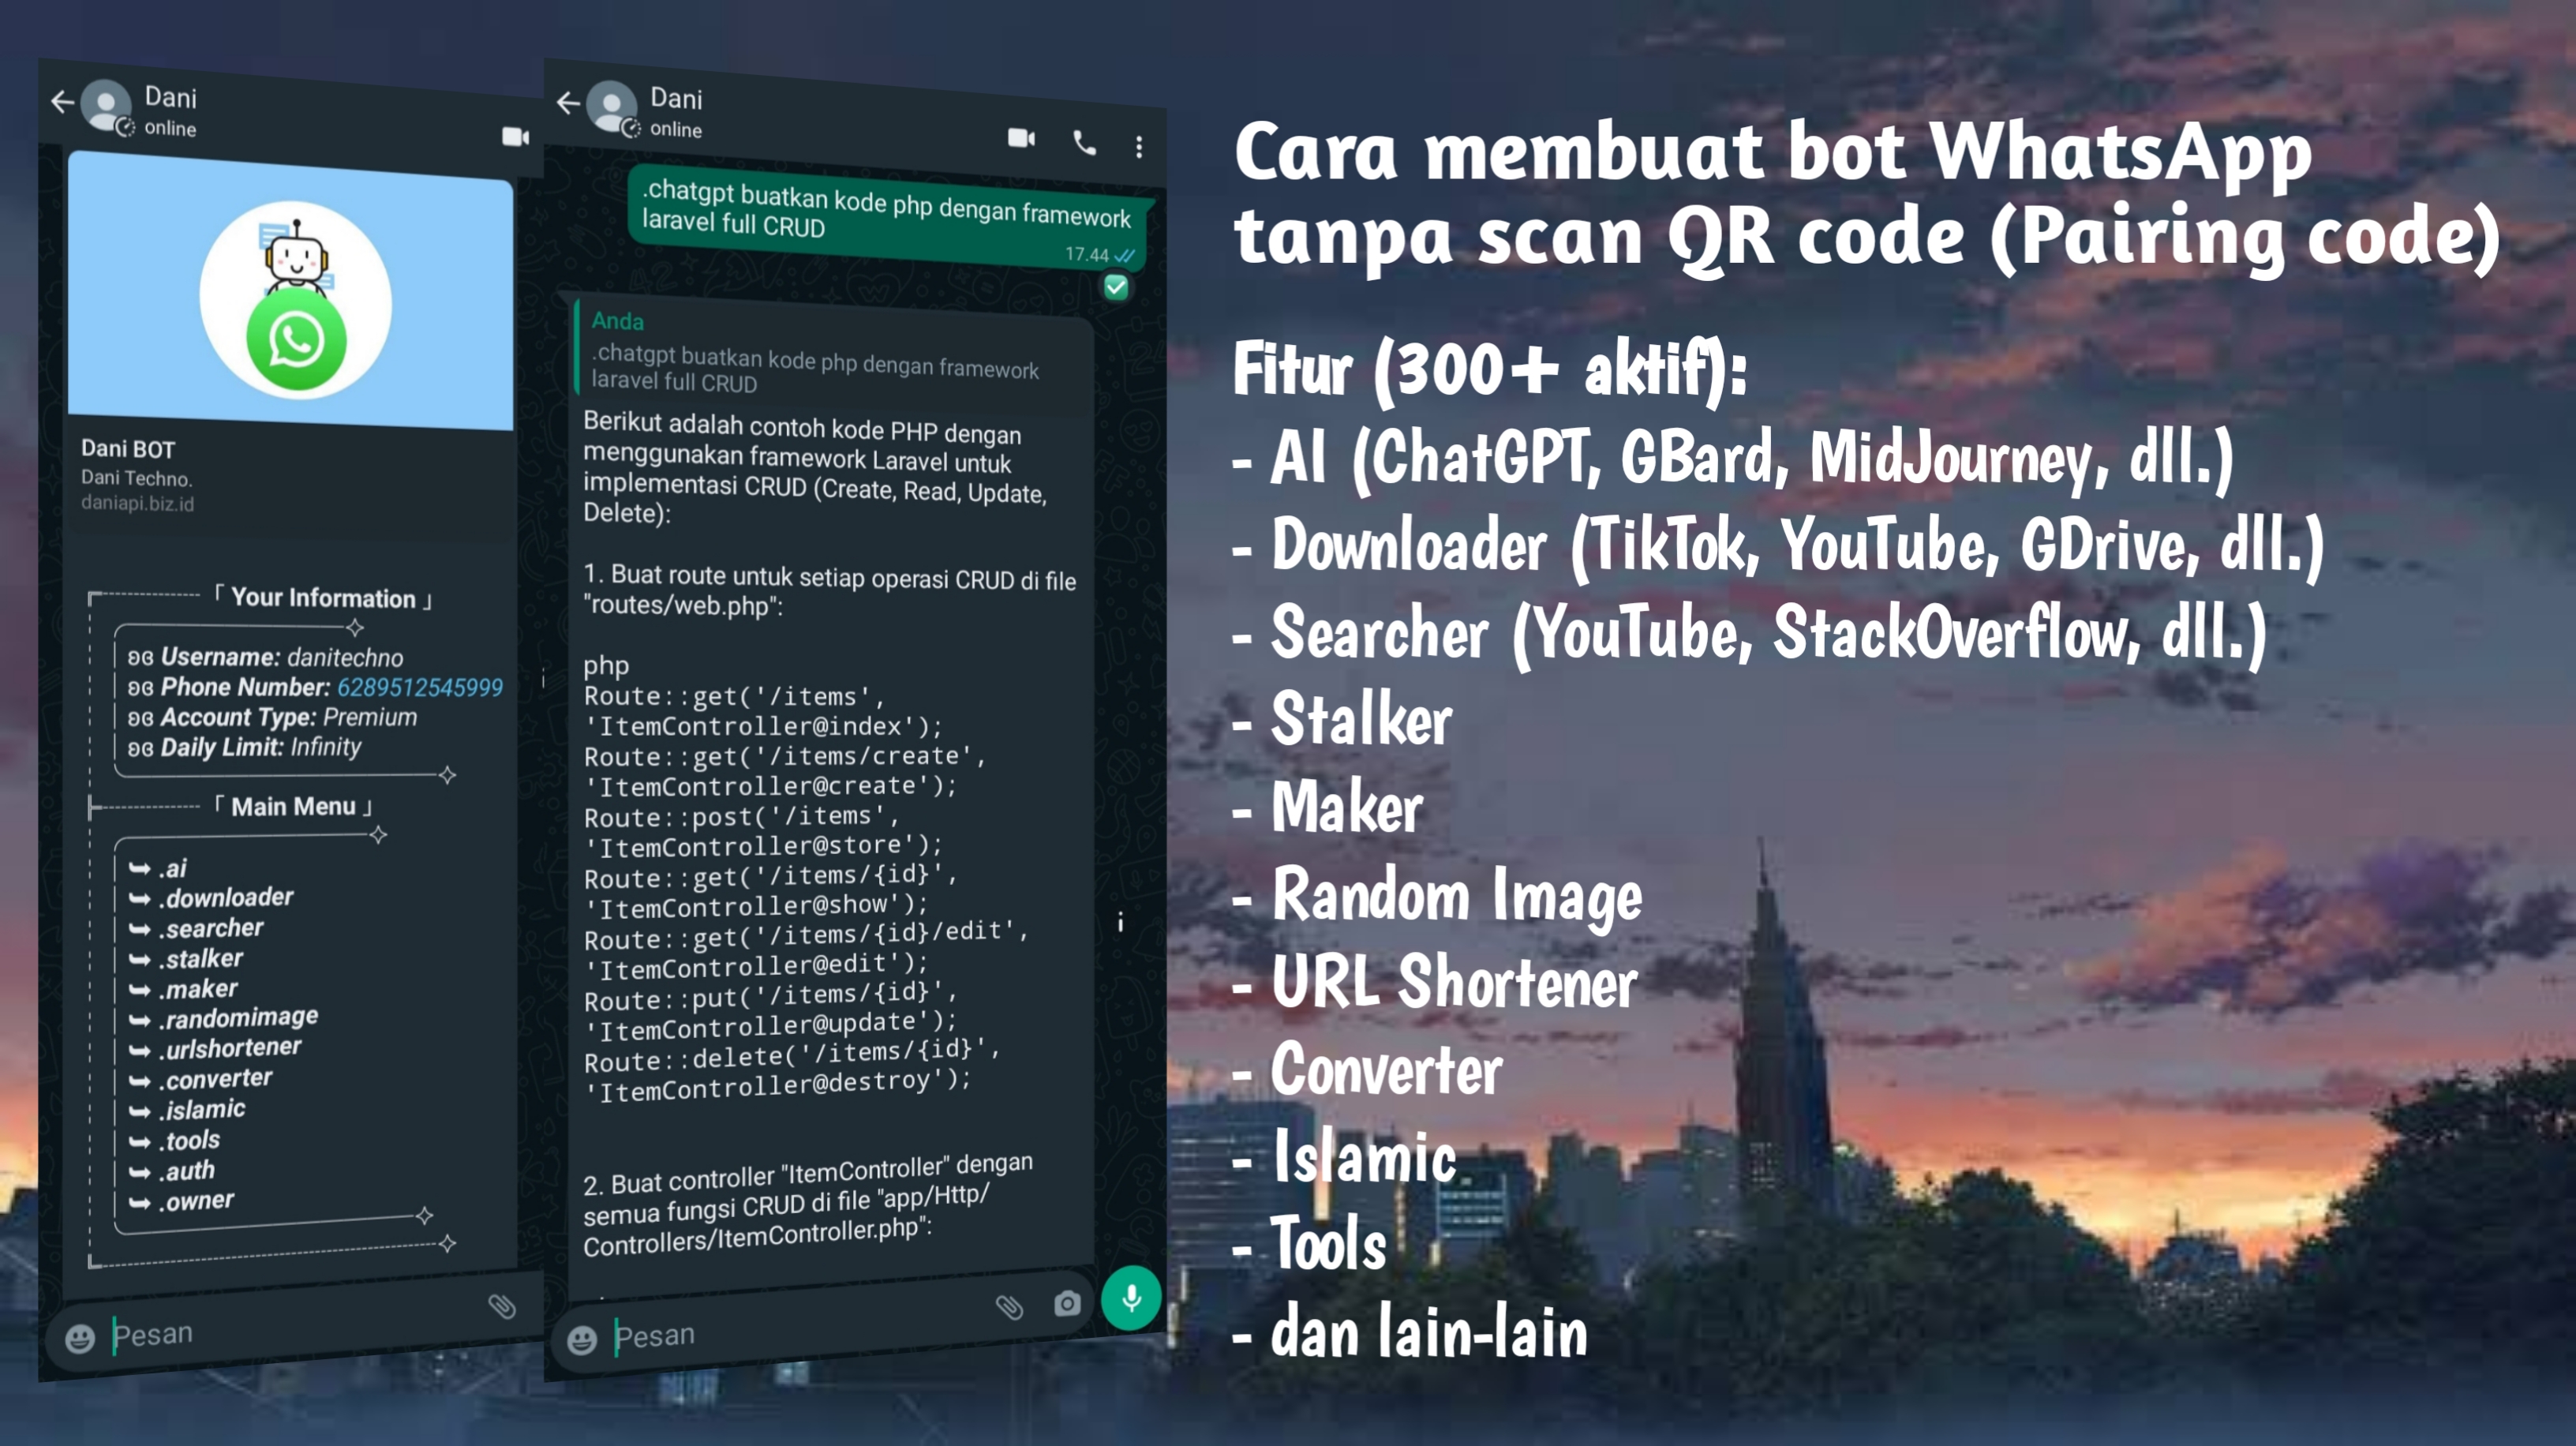 Dani
online
Dani BOT
Dani Techno.
daniapi.biz.id
「 Your Information 」
ʚɞ Username: danitechno
ʚɞ Phone Number: 6289512545999
ʚɞ Account Type: Premium
ʚɞ Daily Limit: Infinity
「 Main Menu 」
➥ .ai
➥ .downloader
➥ .searcher
➥ .stalker
➥ .maker
➥ .randomimage
➥ .urlshortener
➥ .converter
➥ .islamic
➥ .tools
➥ .auth
➥ .owner
Pesan
Dani
online
.chatgpt buatkan kode php dengan framework
laravel full CRUD
17.44
Anda
.chatgpt buatkan kode php dengan framework
laravel full CRUD
Berikut adalah contoh kode PHP dengan
menggunakan framework Laravel untuk
implementasi CRUD (Create, Read, Update,
Delete):
1. Buat route untuk setiap operasi CRUD di file
"routes/web.php":
php
Route::get('/items',
'ItemController@index');
Route::get('/items/create',
'ItemController@create');
Route::post('/items',
'ItemController@store');
Route::get('/items/{id}',
'ItemController@show');
Route::get('/items/{id}/edit',
'ItemController@edit');
Route::put('/items/{id}',
'ItemController@update');
Route::delete('/items/{id}',
'ItemController@destroy');
2. Buat controller "ItemController" dengan
semua fungsi CRUD di file "app/Http/
Controllers/ItemController.php":
Pesan
Cara membuat bot WhatsApp
tanpa scan QR code (Pairing code)
Fitur (300+ aktif):
- AI (ChatGPT, GBard, MidJourney, dll.)
- Downloader (TikTok, YouTube, GDrive, dll.)
- Searcher (YouTube, StackOverflow, dll.)
- Stalker
- Maker
- Random Image
- URL Shortener
- Converter
- Islamic
- Tools
- dan lain-lain